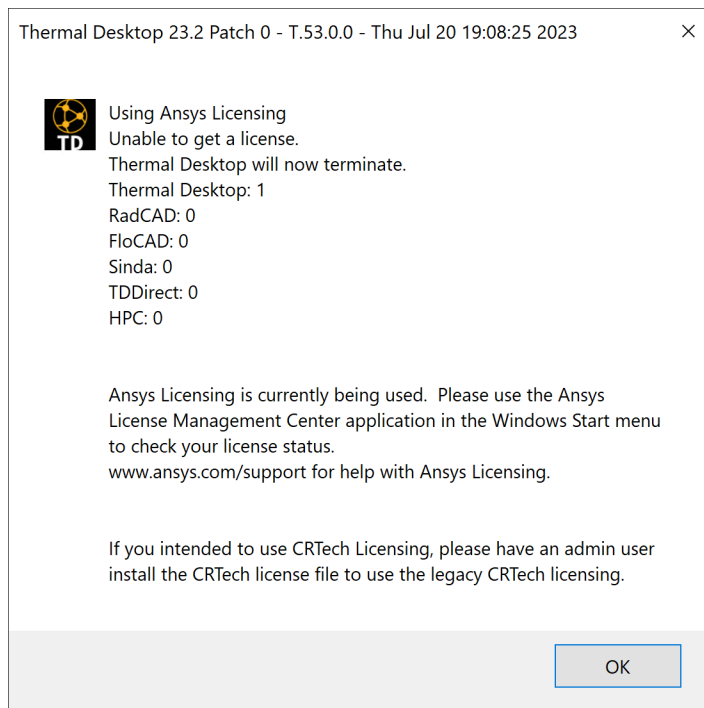 Thermal Desktop 23.2 Patch 0 - T.53.0.0 - Thu Jul 20 19:08:25 2023
TD
Using Ansys Licensing
Unable to get a license.
Thermal Desktop will now terminate.
Thermal Desktop: 1
RadCAD: 0
FloCAD: 0
Sinda: 0
TDDirect: 0
HPC: 0
Ansys Licensing is currently being used.  Please use the Ansys
License Management Center application in the Windows Start menu
to check your license status.
www.ansys.com/support for help with Ansys Licensing.
If you intended to use CRTech Licensing, please have an admin user
install the CRTech license file to use the legacy CRTech licensing.
OK